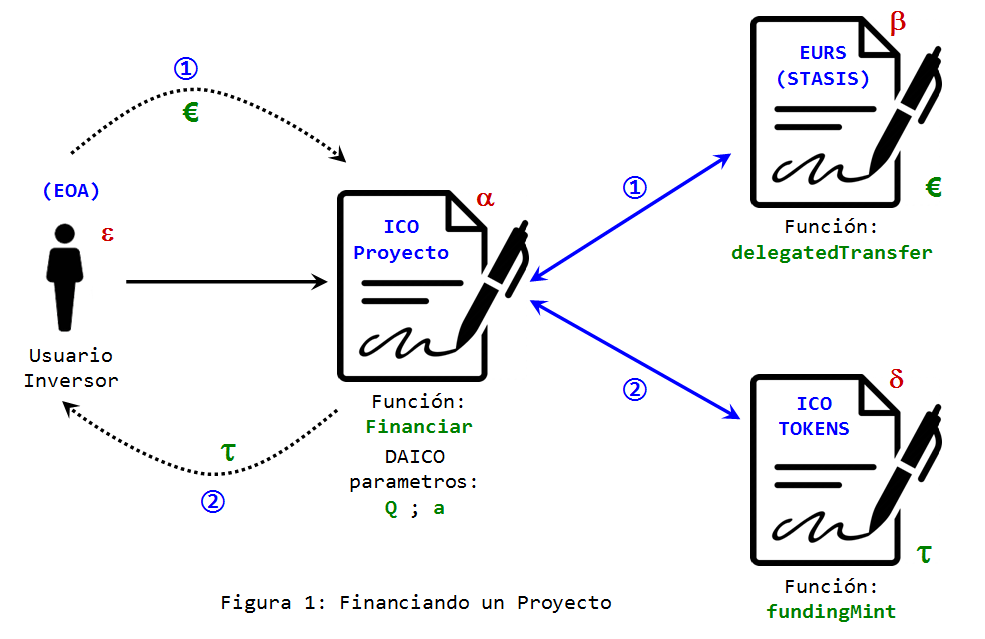 ①
€
(EOA)
ε
Usuario
Inversor
τ
②
ICO
Proyecto
α
Función:
Financiar
DAICO
parametros:
Q ; a
①
②
EURS
(STASIS)
β
€
Función:
delegatedTransfer
ICO
TOKENS
δ
τ
Función:
fundingMint
Figura 1: Financiando un Proyecto